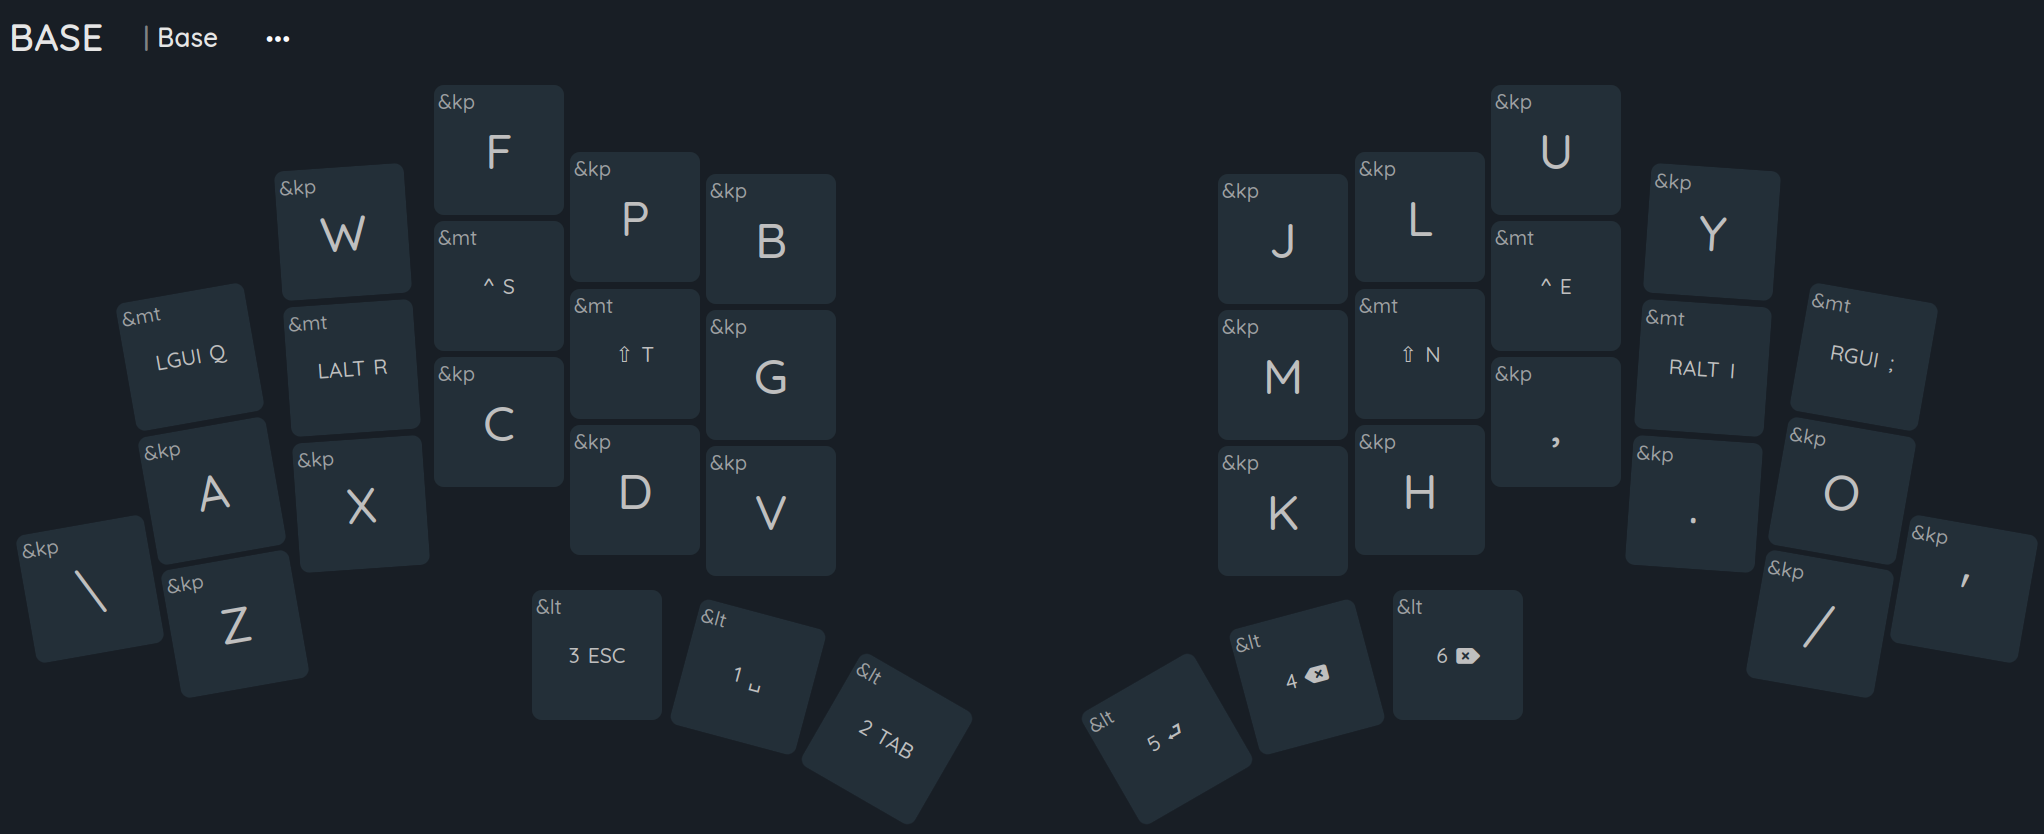 BASE | Base •••
&kp F
&kp U
&kp W
&kp P
&kp B
&kp J
&kp L
&kp Y
&mt LGUI Q
&mt LALT R
&mt ^ S
&mt ⇧ T
&kp G
&kp M
&mt ⇧ N
&mt ^ E
&mt RALT I
&mt RGUI ;
&kp A
&kp X
&kp C
&kp D
&kp V
&kp K
&kp H
&kp ,
&kp .
&kp O
&kp \
&kp Z
&kp /
&kp '
&lt 3 ESC
&lt 1 ␣
&lt 2 TAB
&lt 5 ⏎
&lt 4 ⌫
&lt 6 ⌦